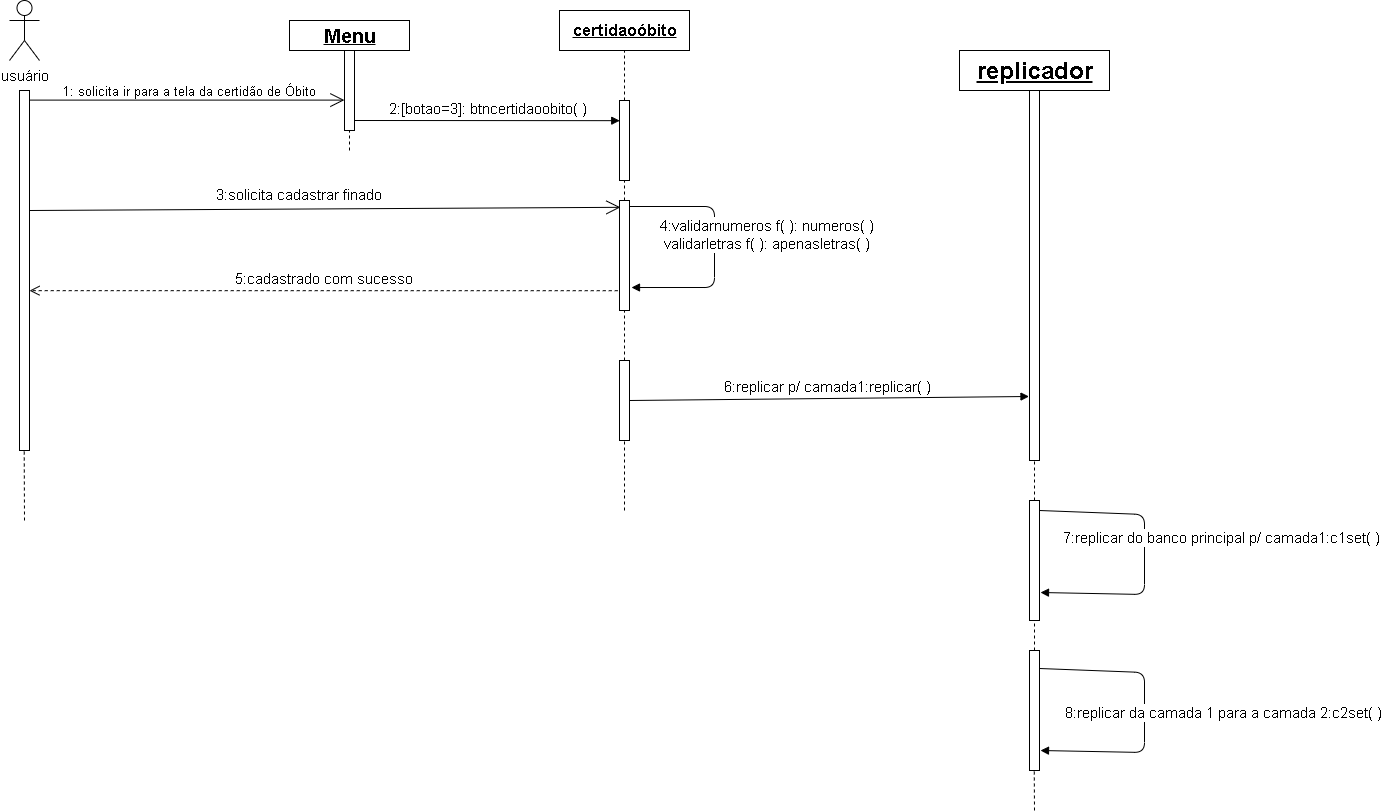 Menu
certidaoóbito
replicador
usuário
1: solicita ir para a tela da certidão de Óbito
2:[botao=3]: btncertidaoobito( )
3:solicita cadastrar finado
4:validarnumeros f( ): numeros( )
validarletras f( ): apenasletras( )
5:cadastrado com sucesso
6:replicar p/ camada1:replicar( )
7:replicar do banco principal p/ camada1:c1set( )
8:replicar da camada 1 para a camada 2:c2set( )